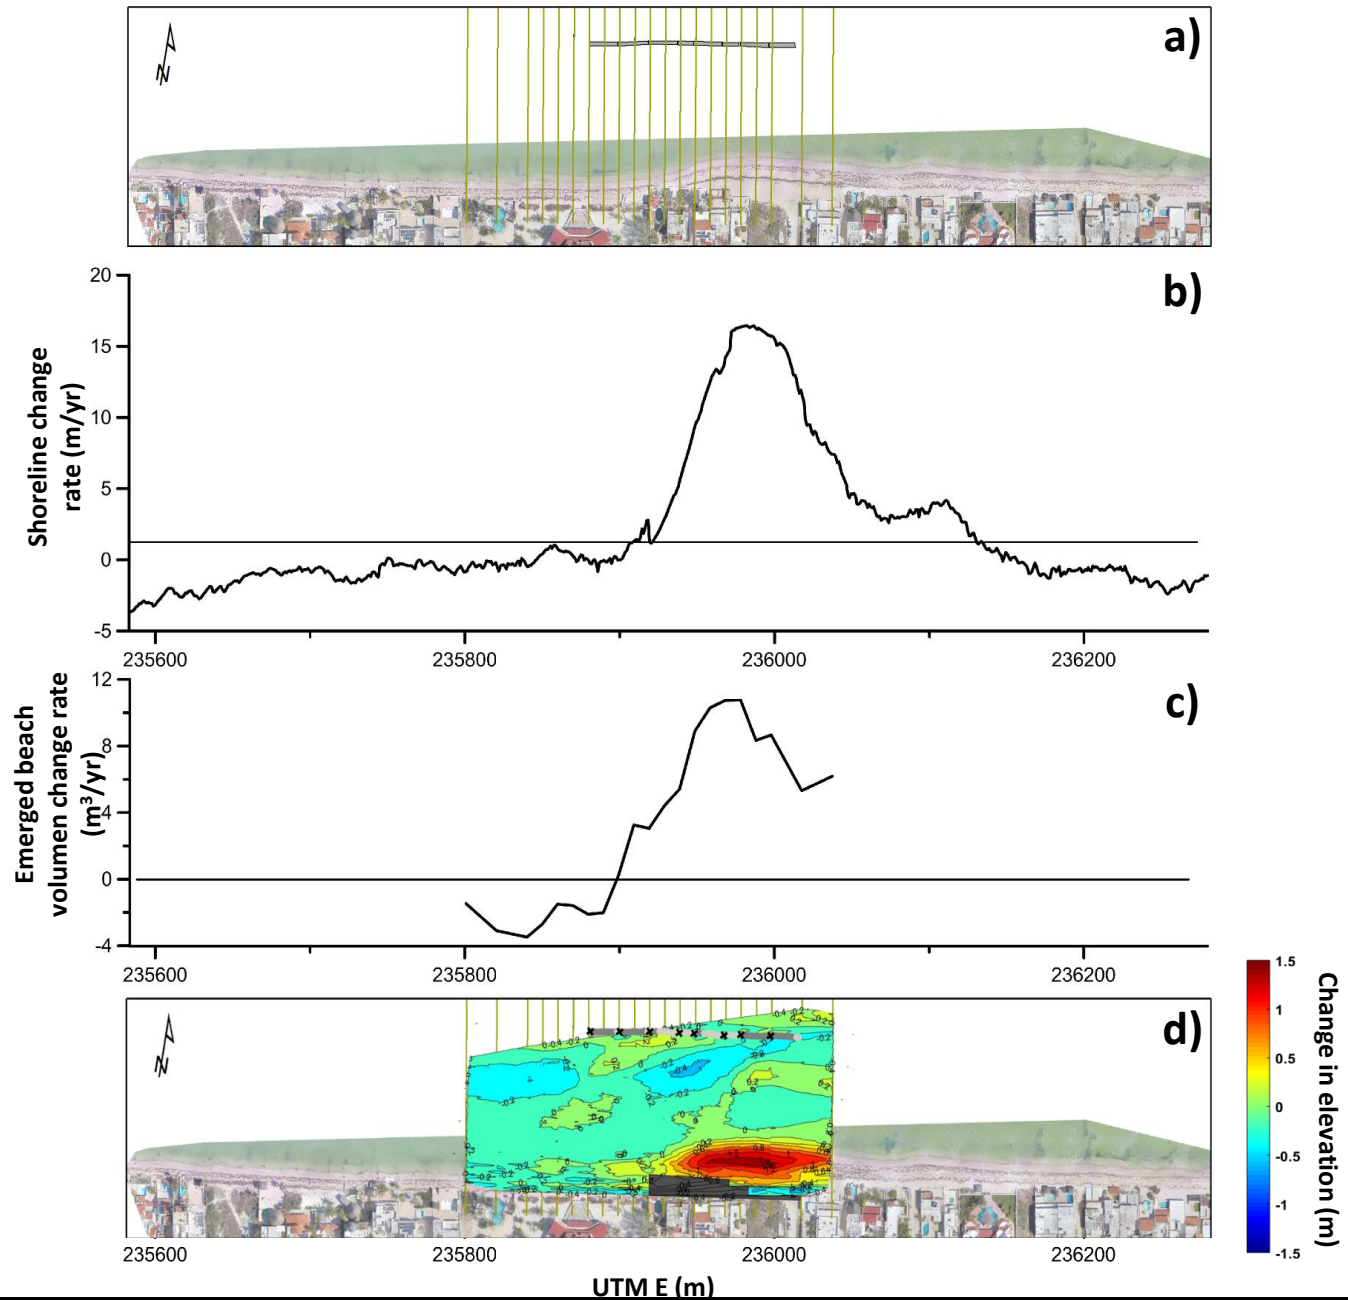 a)
N
b)
20
15
10
5
0
-5
Shoreline change
rate (m/yr)
235600 235800 236000 236200
c)
12
8
4
0
-4
Emerged beach
volumen change rate
(m³/yr)
235600 235800 236000 236200
d)
N
1.5
1
0.5
0
-0.5
-1
-1.5
Change in elevation (m)
235600 235800 236000 236200
UTM E (m)